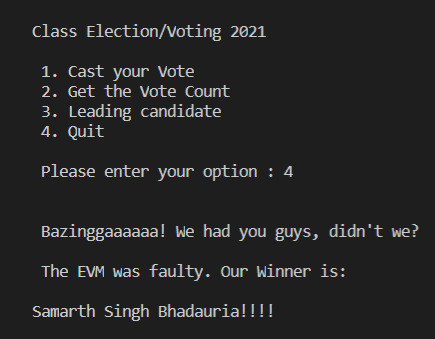 Class Election/Voting 2021
1. Cast your Vote
2. Get the Vote Count
3. Leading candidate
4. Quit
Please enter your option : 4
Bazinggaaaaaa! We had you guys, didn't we?
The EVM was faulty. Our Winner is:
Samarth Singh Bhadauria!!!!